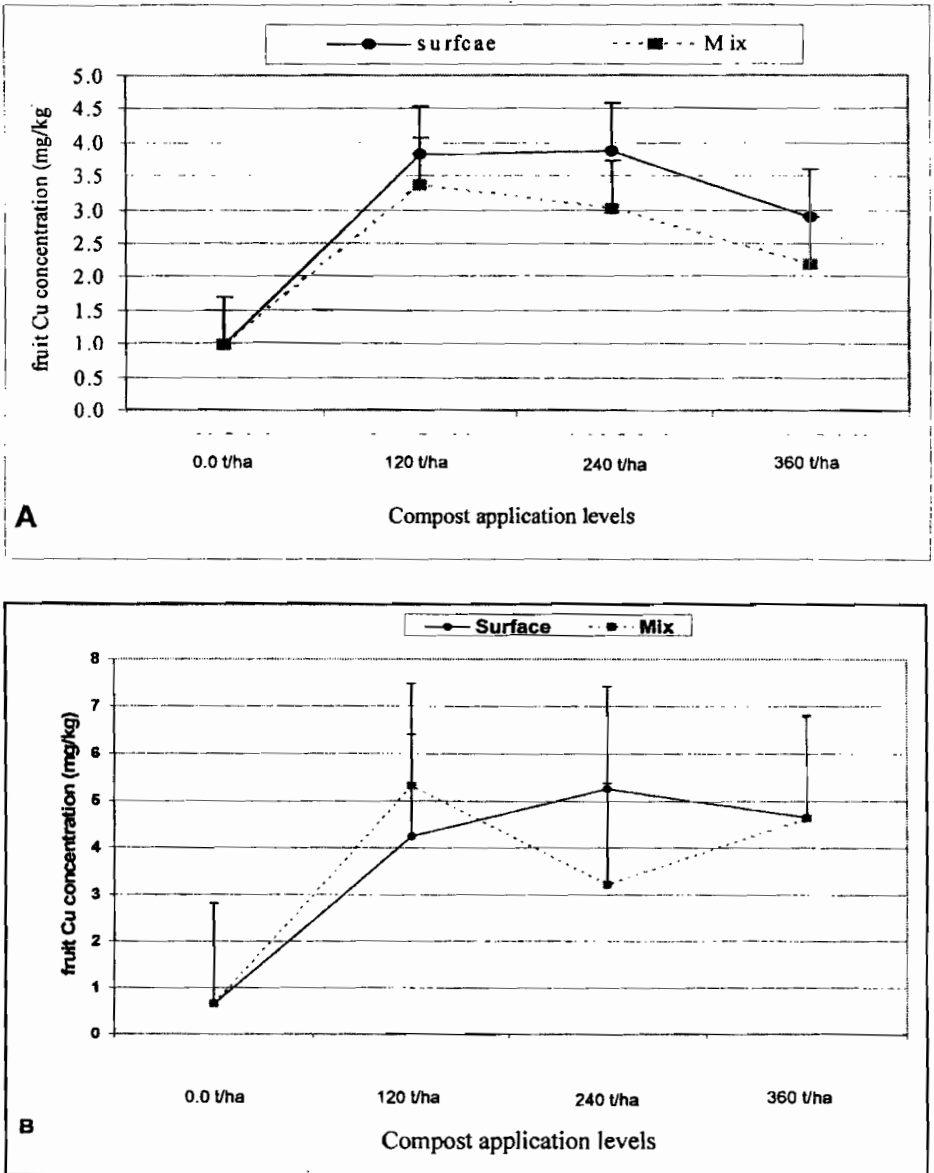 surfcae Mix
5.0
4.5
4.0
3.5
3.0
2.5
2.0
1.5
1.0
0.5
0.0
fruit Cu concentration (mg/kg)
0.0 t/ha 120 t/ha 240 t/ha 360 t/ha
Compost application levels
A
Surface Mix
8
7
6
5
4
3
2
1
0
fruit Cu concentration (mg/kg)
0.0 t/ha 120 t/ha 240 t/ha 360 t/ha
Compost application levels
B